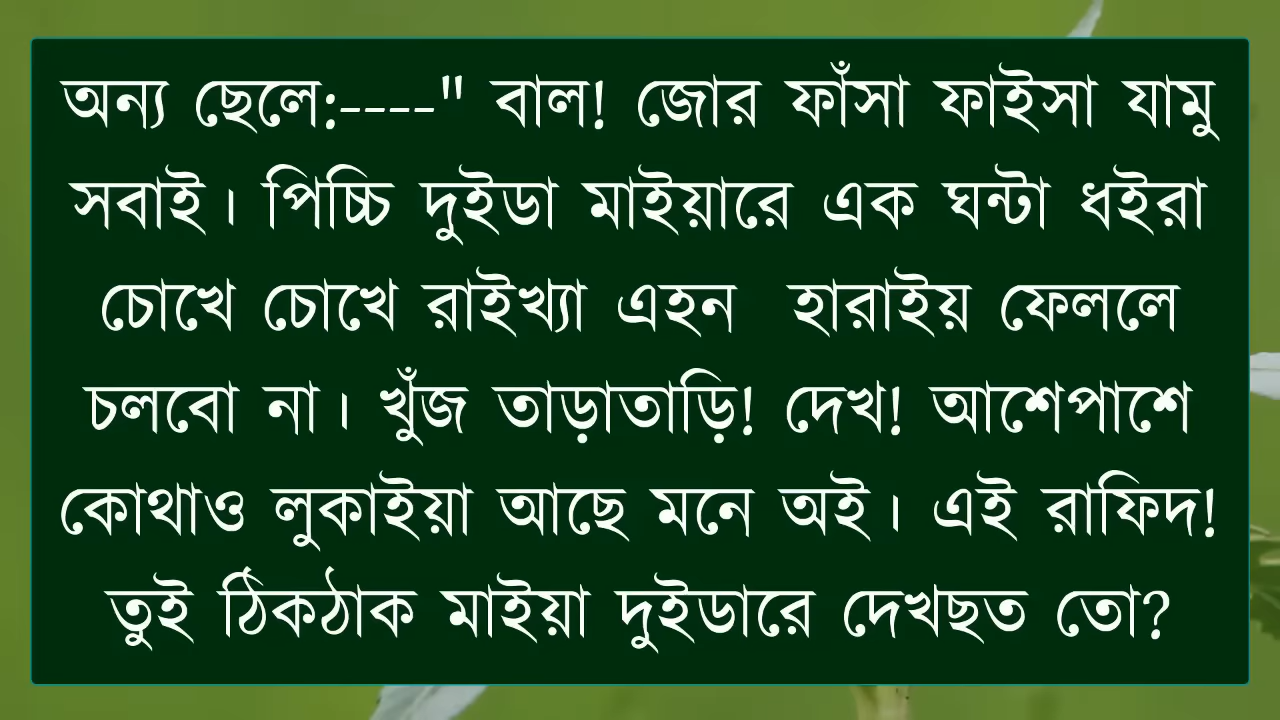 অন্য ছেলে:----" বাল! জোর ফাঁসা ফাইসা যামু
সবাই। পিচ্চি দুইডা মাইয়ারে এক ঘন্টা ধইরা
চোখে চোখে রাইখ্যা এহন হারাইয় ফেললে
চলবো না। খুঁজ তাড়াতাড়ি! দেখ! আশেপাশে
কোথাও লুকাইয়া আছে মনে অই। এই রাফিদ!
তুই ঠিকঠাক মাইয়া দুইডারে দেখছত তো?